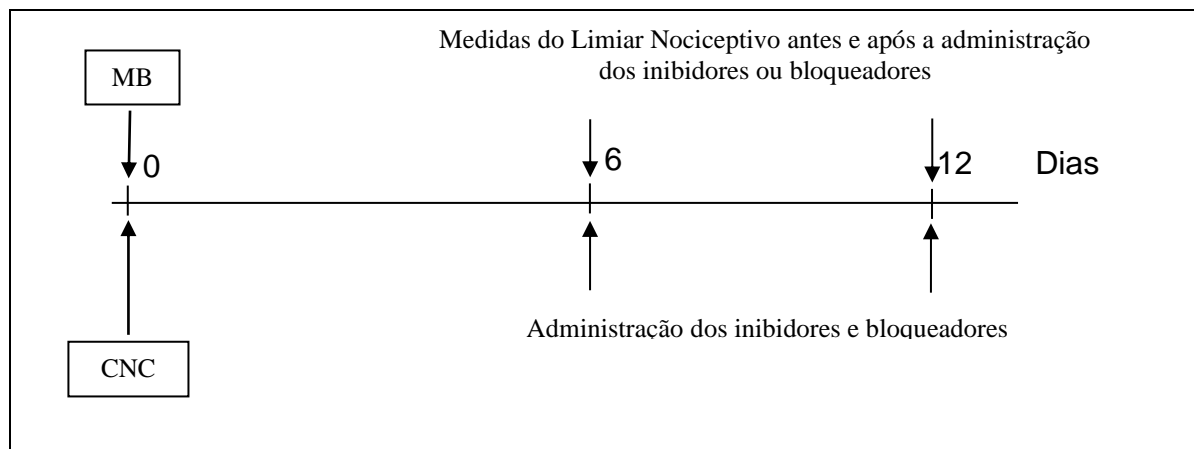 Medidas do Limiar Nociceptivo antes e após a administração
dos inibidores ou bloqueadores
MB
0
6
12
Dias
Administração dos inibidores e bloqueadores
CNC